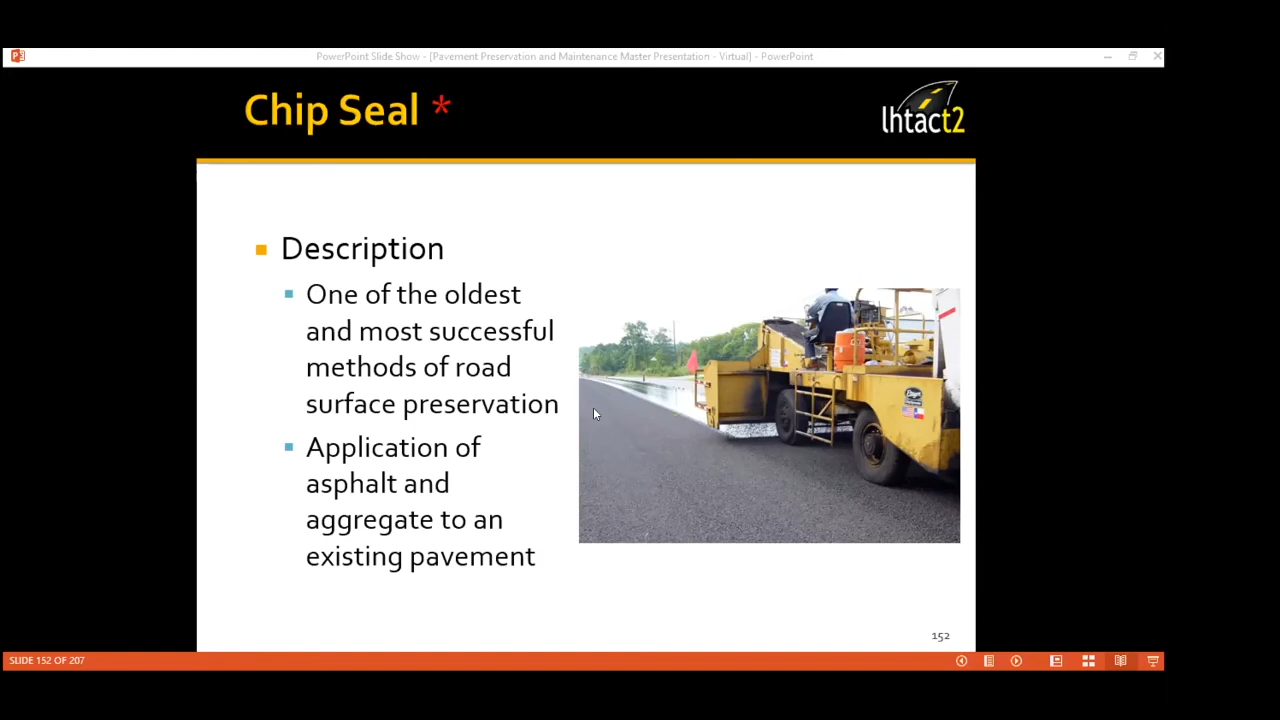 PowerPoint Slide Show - [Pavement Preservation and Maintenance Master Presentation - Virtual] - PowerPoint
Chip Seal *
lhtact2
Description
One of the oldest
and most successful
methods of road
surface preservation
Application of
asphalt and
aggregate to an
existing pavement
152
SLIDE 152 OF 207